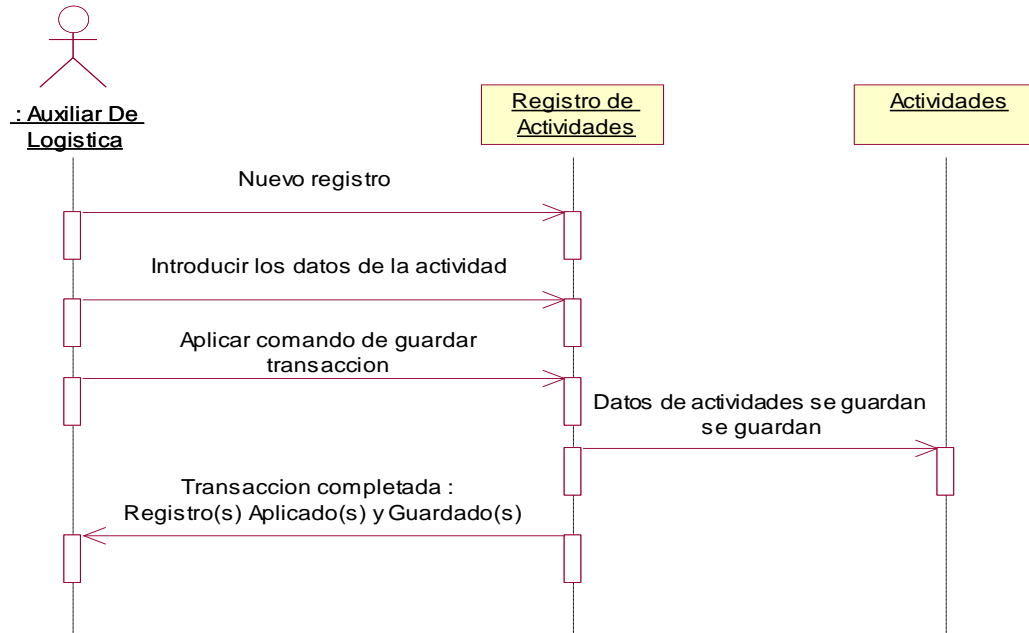 : Auxiliar De
Logistica
Registro de
Actividades
Actividades
Nuevo registro
Introducir los datos de la actividad
Aplicar comando de guardar
transaccion
Datos de actividades se guardan
se guardan
Transaccion completada :
Registro(s) Aplicado(s) y Guardado(s)